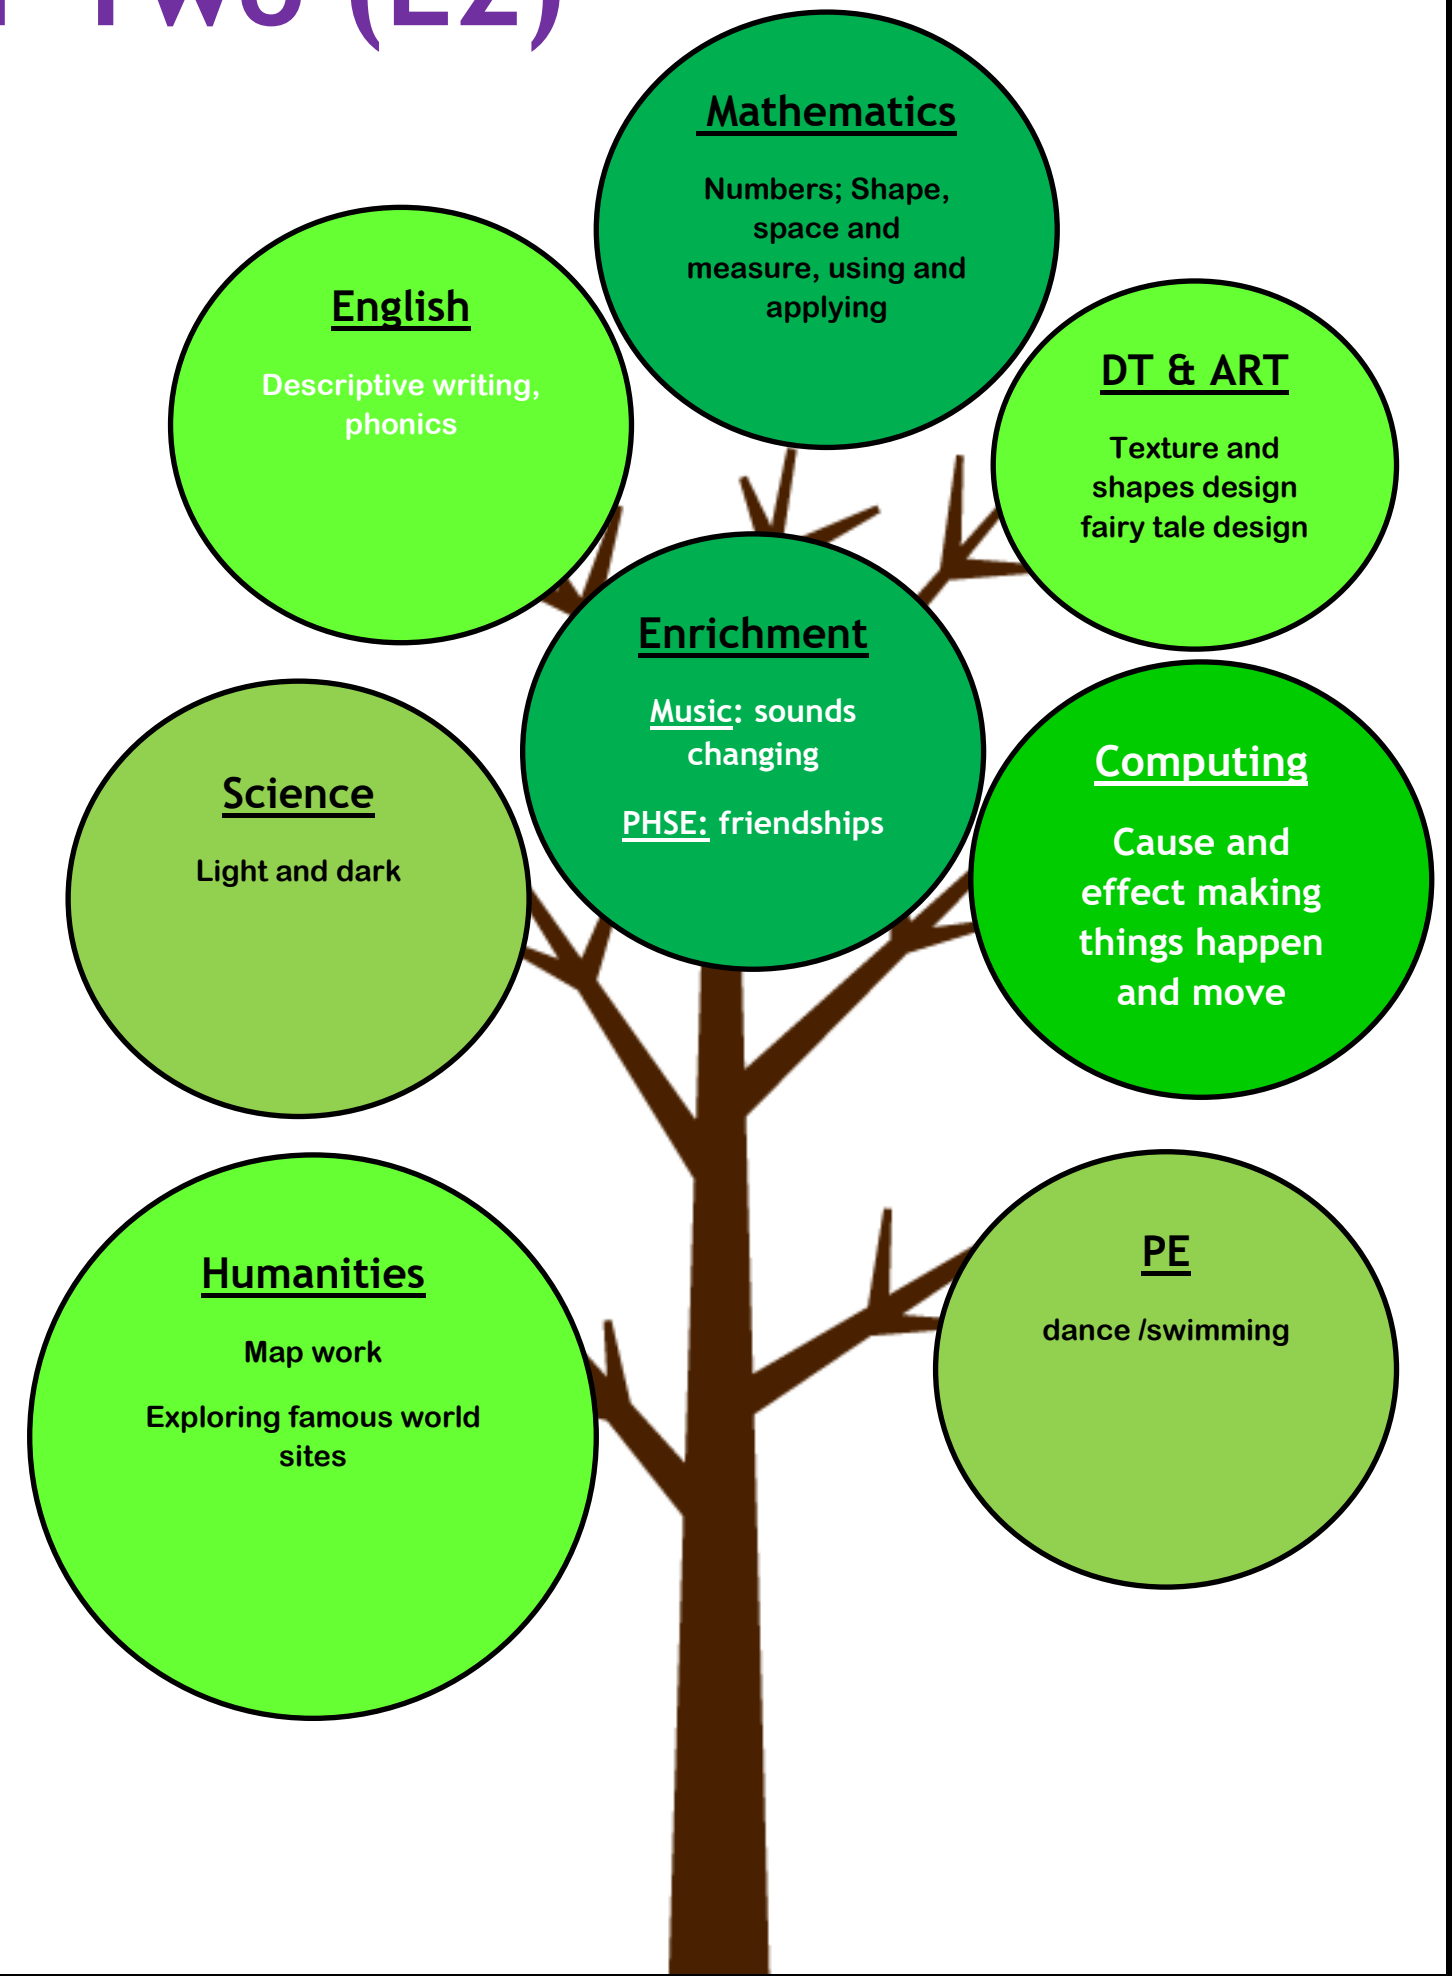 Two (E2)
Mathematics
Numbers; Shape,
space and
measure, using and
applying
English
Descriptive writing,
phonics
DT & ART
Texture and
shapes design
fairy tale design
Enrichment
Music: sounds
changing
PHSE: friendships
Science
Light and dark
Computing
Cause and
effect making
things happen
and move
Humanities
Map work
Exploring famous world
sites
PE
dance /swimming